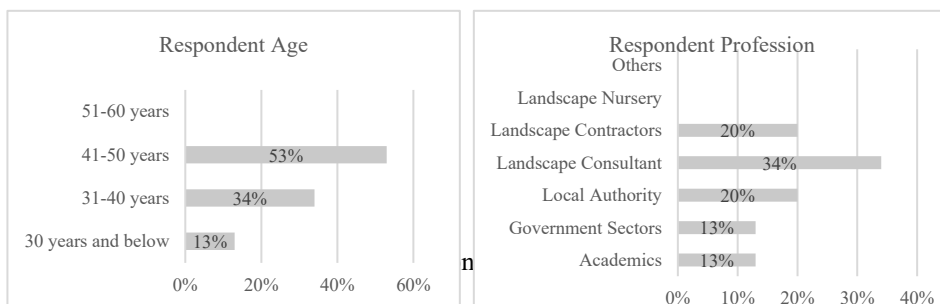 Respondent Age
51-60 years
41-50 years
53%
31-40 years
34%
30 years and below
13%
0% 20% 40% 60%
n
Respondent Profession
Others
Landscape Nursery
Landscape Contractors
20%
Landscape Consultant
34%
Local Authority
20%
Government Sectors
13%
Academics
13%
0% 10% 20% 30% 40%